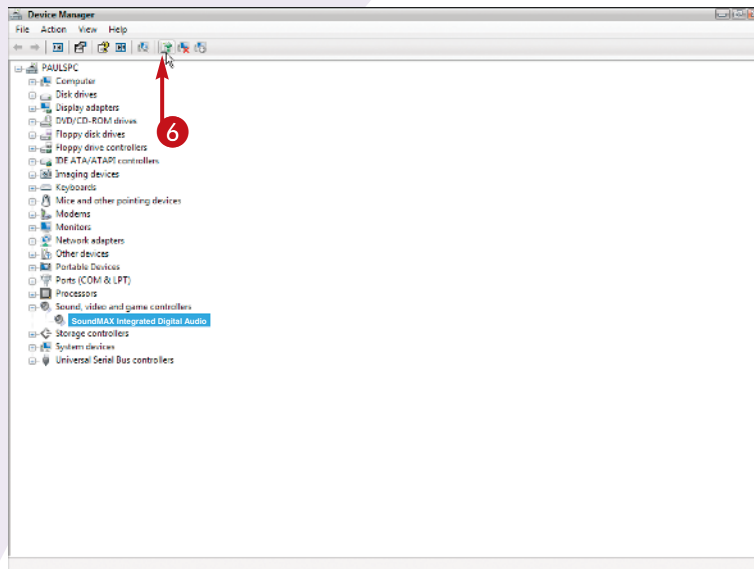 Device Manager
File Action View Help
6
PAULSPC
Computer
Disk drives
Display adapters
DVD/CD-ROM drives
Floppy disk drives
Floppy drive controllers
IDE ATA/ATAPI controllers
Imaging devices
Keyboards
Mice and other pointing devices
Modems
Monitors
Network adapters
Other devices
Portable Devices
Ports (COM & LPT)
Processors
Sound, video and game controllers
SoundMAX Integrated Digital Audio
Storage controllers
System devices
Universal Serial Bus controllers